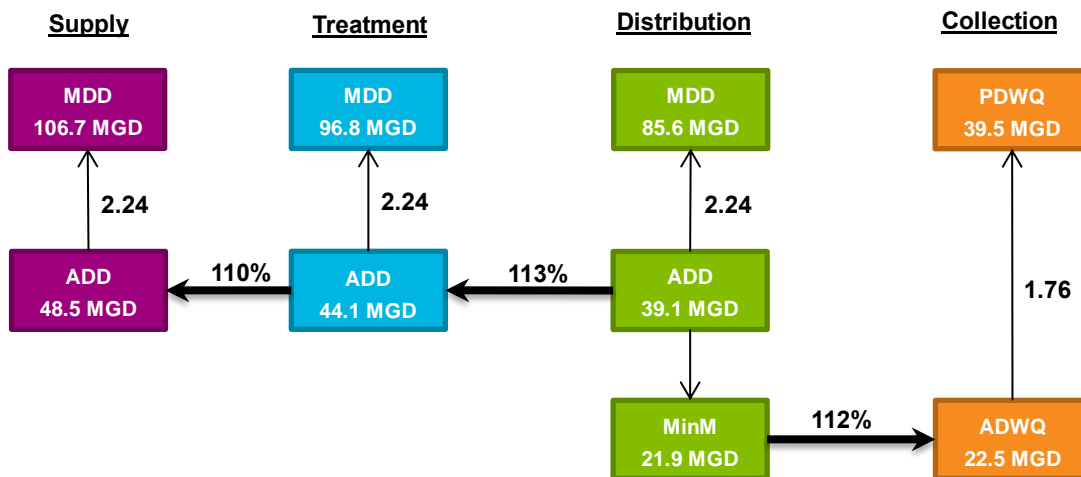 Supply
Treatment
Distribution
Collection
MDD
106.7 MGD
MDD
96.8 MGD
MDD
85.6 MGD
PDWQ
39.5 MGD
2.24
2.24
2.24
1.76
ADD
48.5 MGD
110%
ADD
44.1 MGD
113%
ADD
39.1 MGD
MinM
21.9 MGD
112%
ADWQ
22.5 MGD